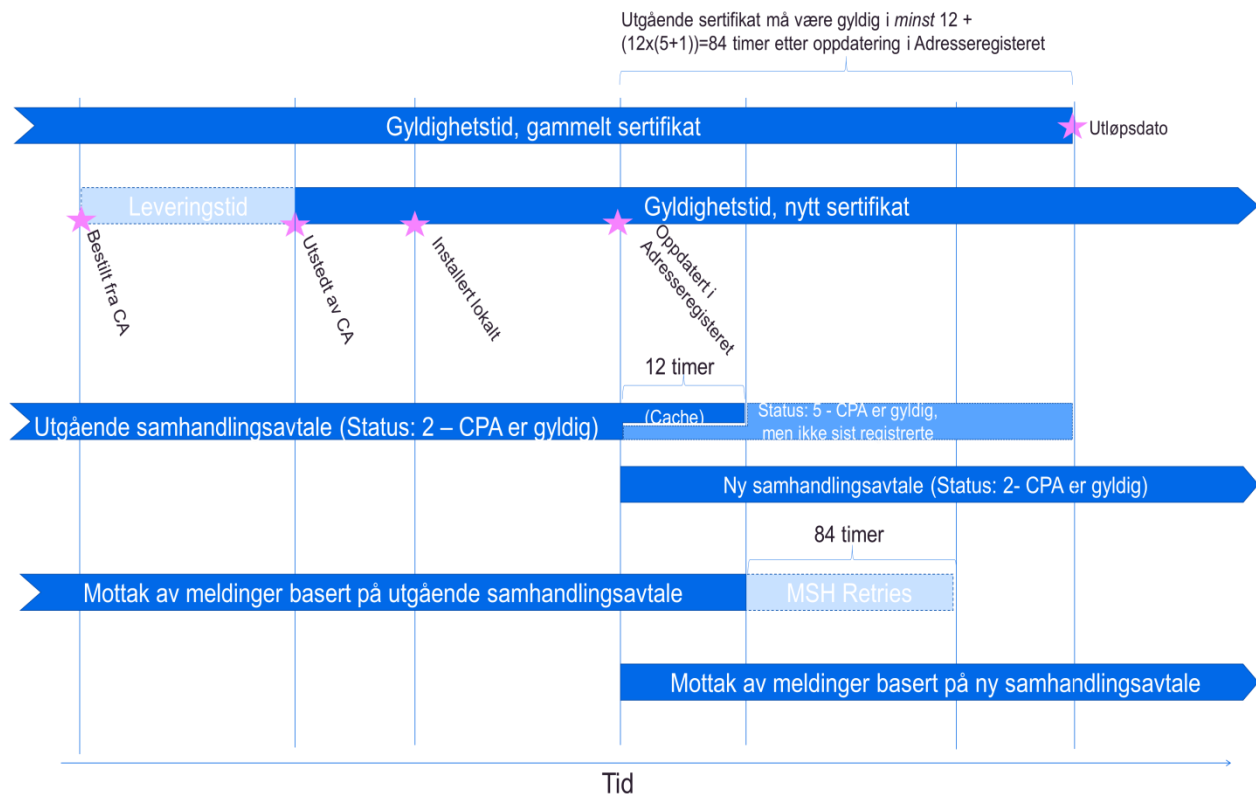 Utgående sertifikat må være gyldig i minst 12 +
(12x(5+1))=84 timer etter oppdatering i Adresseregisteret
Gyldighetstid, gammelt sertifikat
Utløpsdato
Leveringstid
Gyldighetstid, nytt sertifikat
Bestilt fra CA
Utstedt av CA
Installert lokalt
Oppdatert i
Adresseregisteret
12 timer
Utgående samhandlingsavtale (Status: 2 – CPA er gyldig)
(Cache)
Status: 5 - CPA er gyldig,
men ikke sist registrerte
Ny samhandlingsavtale (Status: 2- CPA er gyldig)
84 timer
Mottak av meldinger basert på utgående samhandlingsavtale
MSH Retries
Mottak av meldinger basert på ny samhandlingsavtale
Tid